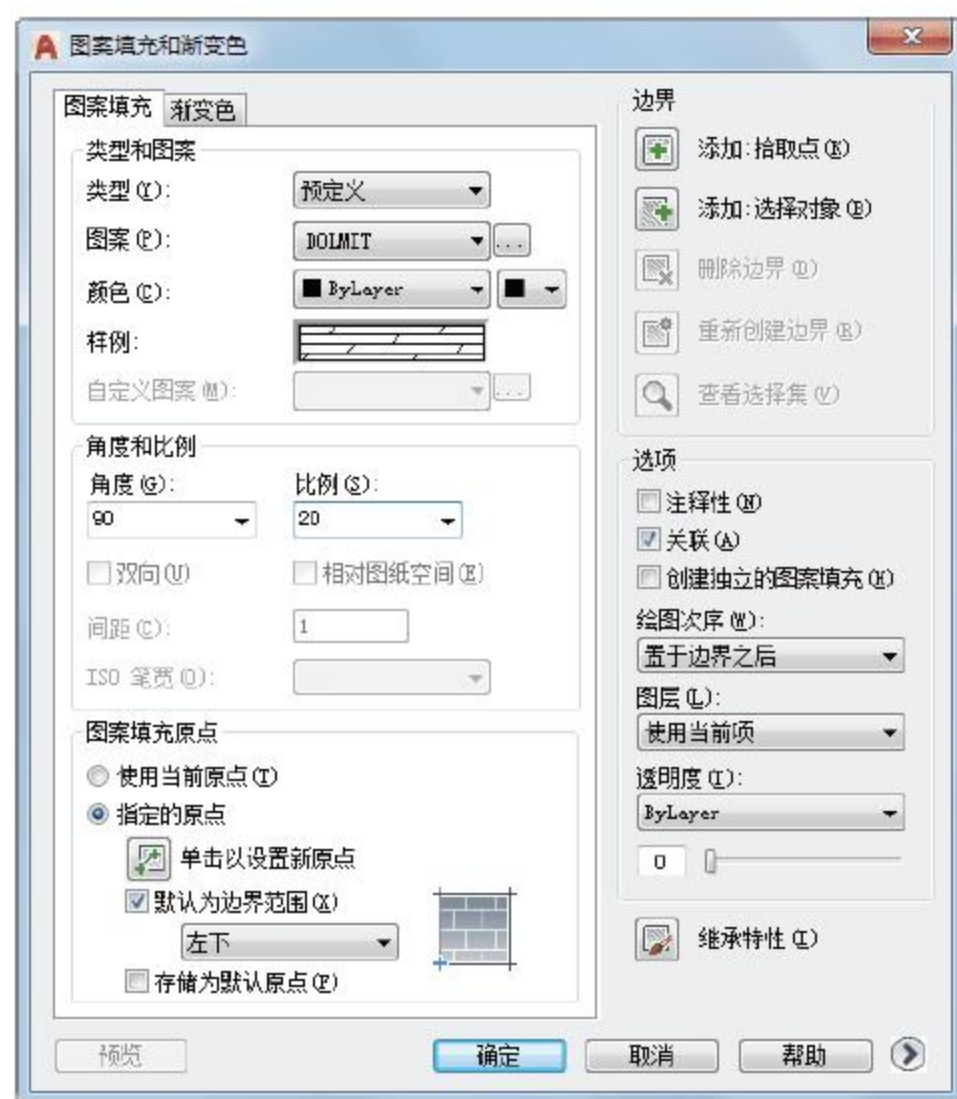 图案填充和渐变色
图案填充 渐变色
类型和图案
类型(Y):
预定义
图案(P):
DOLMIT
...
颜色(C):
ByLayer
样例:
自定义图案(M):
...
角度和比例
角度(G):
比例(S):
90
20
双向(U)
相对图纸空间(E)
间距(C):
1
ISO 笔宽(O):
图案填充原点
使用当前原点(T)
指定的原点
单击以设置新原点
默认为边界范围(X)
左下
存储为默认原点(F)
边界
添加:拾取点(K)
添加:选择对象(B)
删除边界(D)
重新创建边界(R)
查看选择集(V)
选项
注释性(N)
关联(A)
创建独立的图案填充(H)
绘图次序(W):
置于边界之后
图层(L):
使用当前项
透明度(T):
ByLayer
0
继承特性(I)
预览
确定
取消
帮助